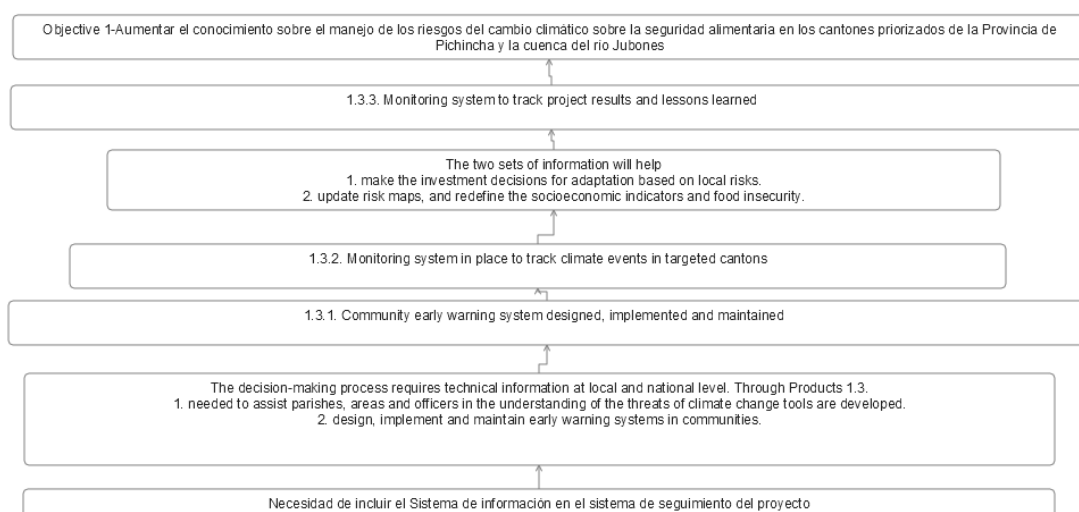 Objective 1-Aumentar el conocimiento sobre el manejo de los riesgos del cambio climático sobre la seguridad alimentaria en los cantones priorizados de la Provincia de
Pichincha y la cuenca del rio Jubones
1.3.3. Monitoring system to track project results and lessons learned
The two sets of information will help
1. make the investment decisions for adaptation based on local risks.
2. update risk maps, and redefine the socioeconomic indicators and food insecurity.
1.3.2. Monitoring system in place to track climate events in targeted cantons
1.3.1. Community early warning system designed, implemented and maintained
The decision-making process requires technical information at local and national level. Through Products 1.3.
1. needed to assist parishes, areas and officers in the understanding of the threats of climate change tools are developed.
2. design, implement and maintain early warning systems in communities.
Necesidad de incluir el Sistema de información en el sistema de seguimiento del proyecto